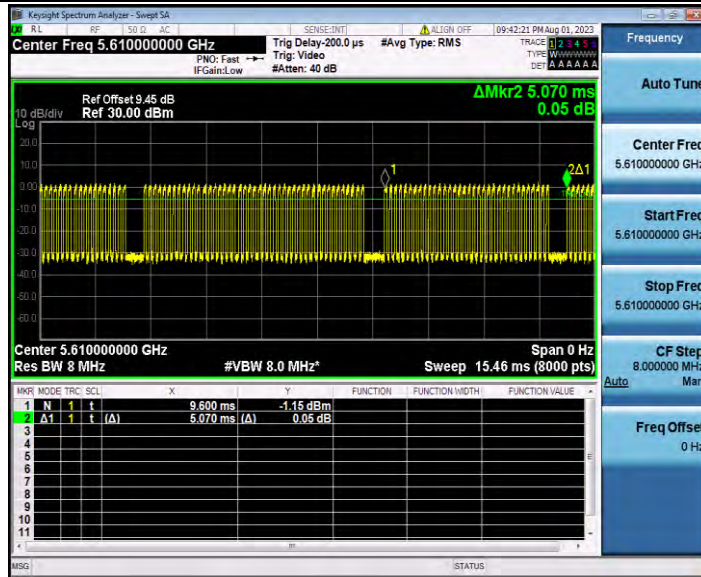 Keysight Spectrum Analyzer - Swept SA
RL RF 50 Ω AC SENSE:INT ALIGN OFF 09:42:21 PM Aug 01, 2023
Center Freq 5.610000000 GHz
PNO: Fast
IFGain:Low
Trig Delay-200.0 µs
Trig: Video
#Atten: 40 dB
#Avg Type: RMS
TRACE 1 2 3 4 5 6
TYPE W
DET A A A A A A
Frequency
10 dB/div
Log
Ref Offset 9.45 dB
Ref 30.00 dBm
ΔMkr2 5.070 ms
0.05 dB
20.0
10.0
0.00
-10.0
-20.0
-30.0
-40.0
-50.0
-60.0
1
2Δ1
Center 5.610000000 GHz
Span 0 Hz
Res BW 8 MHz
#VBW 8.0 MHz*
Sweep 15.46 ms (8000 pts)
MKR MODE TRC SCL X Y FUNCTION FUNCTION WIDTH FUNCTION VALUE
1 N 1 t 9.600 ms -1.15 dBm
2 Δ1 1 t (Δ) 5.070 ms (Δ) 0.05 dB
3
4
5
6
7
8
9
10
11
MSG
STATUS
Auto Tune
Center Freq
5.610000000 GHz
Start Freq
5.610000000 GHz
Stop Freq
5.610000000 GHz
CF Step
8.000000 MHz
Auto Man
Freq Offset
0 Hz